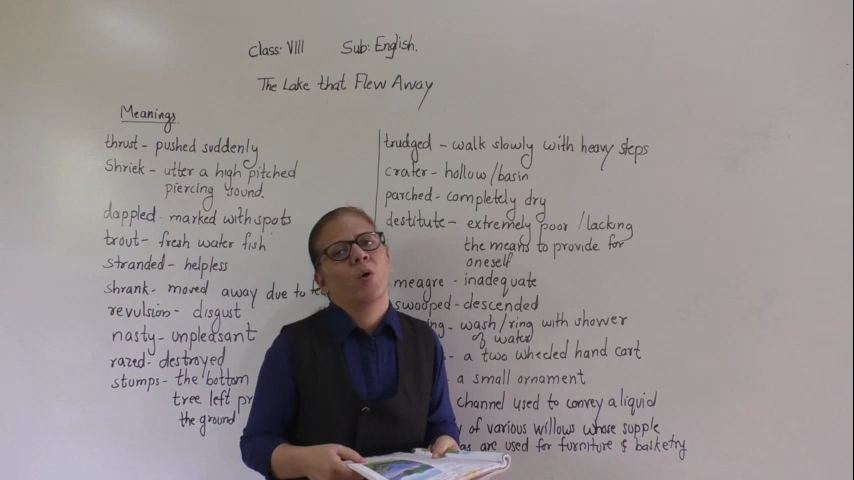 Class: VIII Sub: English.
The Lake that Flew Away
Meanings
thrust - pushed suddenly
Shriek - utter a high pitched
piercing sound.
dappled - marked with spots
trout - fresh water fish
stranded - helpless
shrank - moved away due to
revulsion - disgust
nasty - unpleasant
razed - destroyed
stumps - the bottom
tree left
the ground
trudged - walk slowly with heavy steps
crater - hollow/basin
parched - completely dry
destitute - extremely poor/lacking
the means to provide for
oneself
meagre - inadequate
swooped - descended
wash/ring with shower
of water
- a two wheeled hand cart
a small ornament
channel used to convey a liquid
of various willows whose supple
are used for furniture & basketry